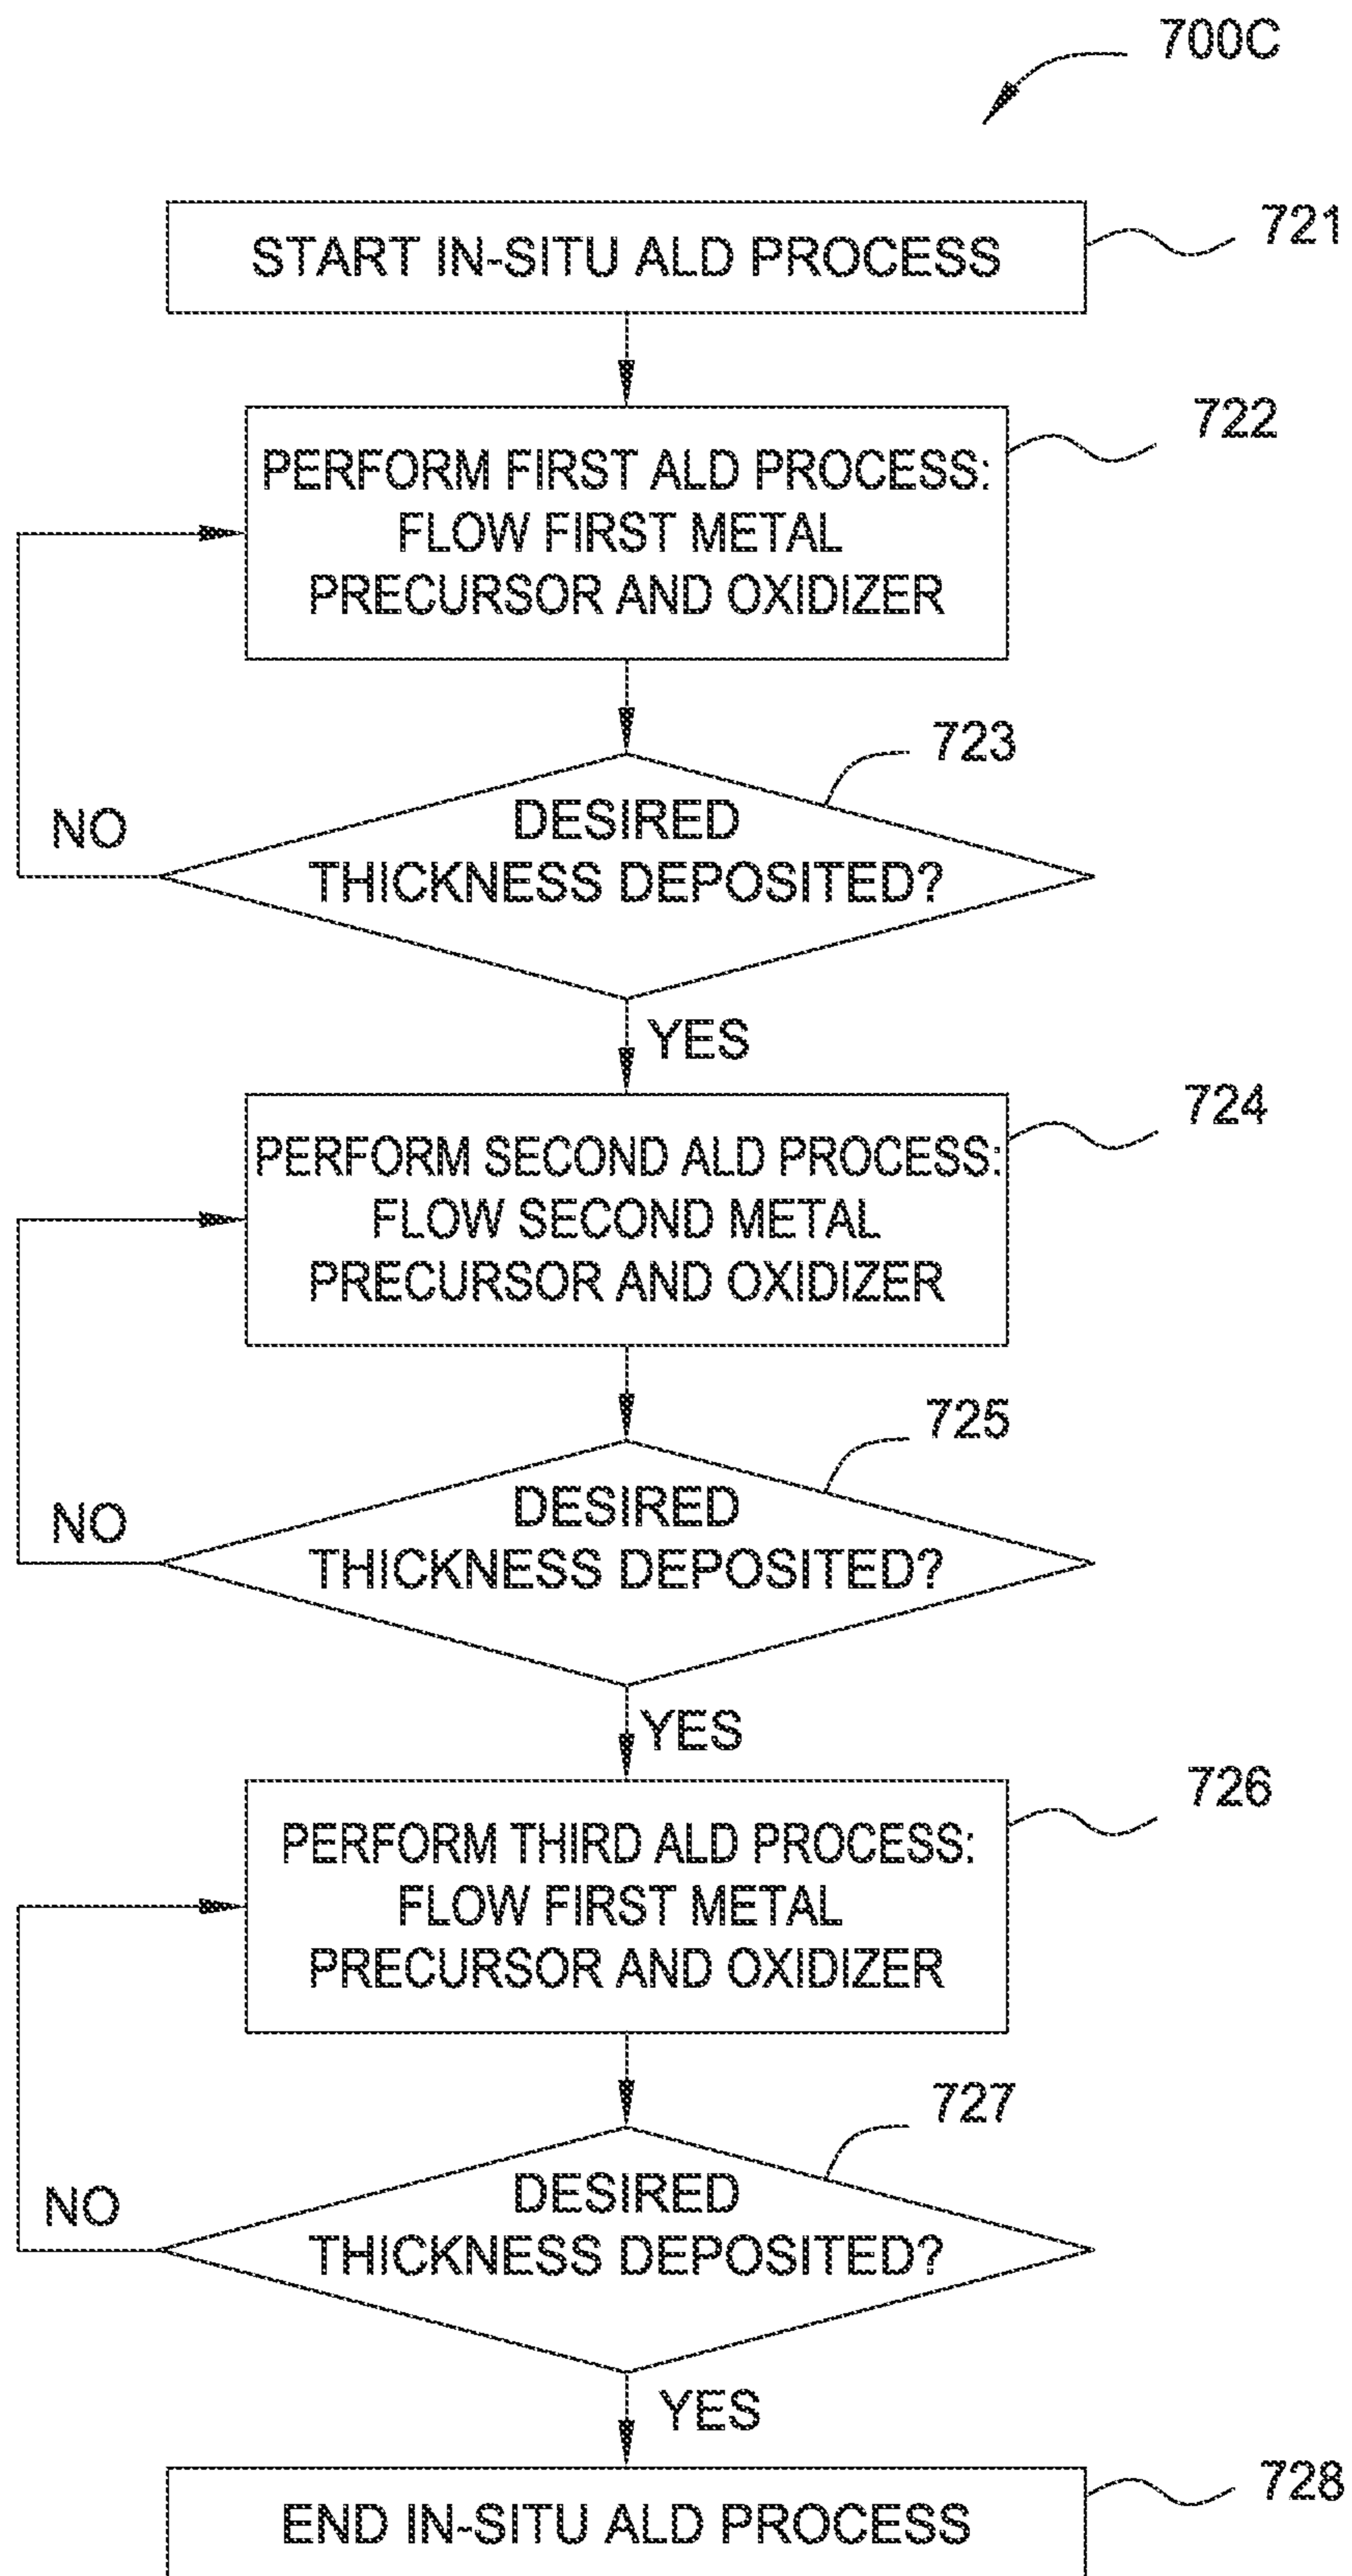 700C
START IN-SITU ALD PROCESS
721
722
PERFORM FIRST ALD PROCESS:
FLOW FIRST METAL
PRECURSOR AND OXIDIZER
723
DESIRED
THICKNESS DEPOSITED?
NO
YES
724
PERFORM SECOND ALD PROCESS:
FLOW SECOND METAL
PRECURSOR AND OXIDIZER
725
DESIRED
THICKNESS DEPOSITED?
NO
YES
726
PERFORM THIRD ALD PROCESS:
FLOW FIRST METAL
PRECURSOR AND OXIDIZER
727
DESIRED
THICKNESS DEPOSITED?
NO
YES
728
END IN-SITU ALD PROCESS